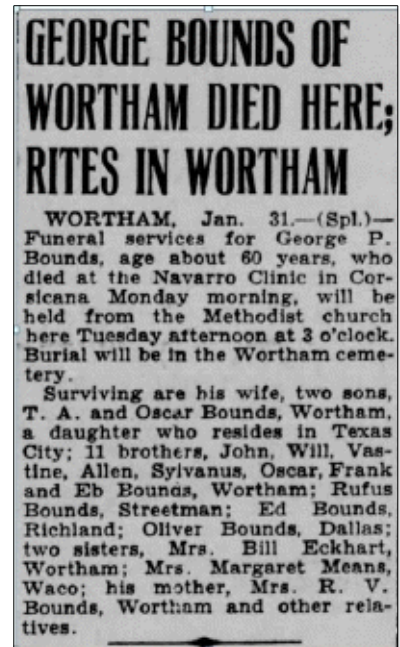 GEORGE BOUNDS OF
WORTHAM DIED HERE;
RITES IN WORTHAM
WORTHAM, Jan. 31.—(Spl.)—
Funeral services for George P.
Bounds, age about 60 years, who
died at the Navarro Clinic in Cor-
sicana Monday morning, will be
held from the Methodist church
here Tuesday afternoon at 3 o'clock.
Burial will be in the Wortham ceme-
tery.
Surviving are his wife, two sons,
T. A. and Oscar Bounds, Wortham,
a daughter who resides in Texas
City; 11 brothers, John, Will, Vas-
tine, Allen, Sylvanus, Oscar, Frank
and Eb Bounds, Wortham; Rufus
Bounds, Streetman; Ed Bounds,
Richland; Oliver Bounds, Dallas;
two sisters, Mrs. Bill Eckhart,
Wortham; Mrs. Margaret Means,
Waco; his mother, Mrs. R. V.
Bounds, Wortham and other rela-
tives.